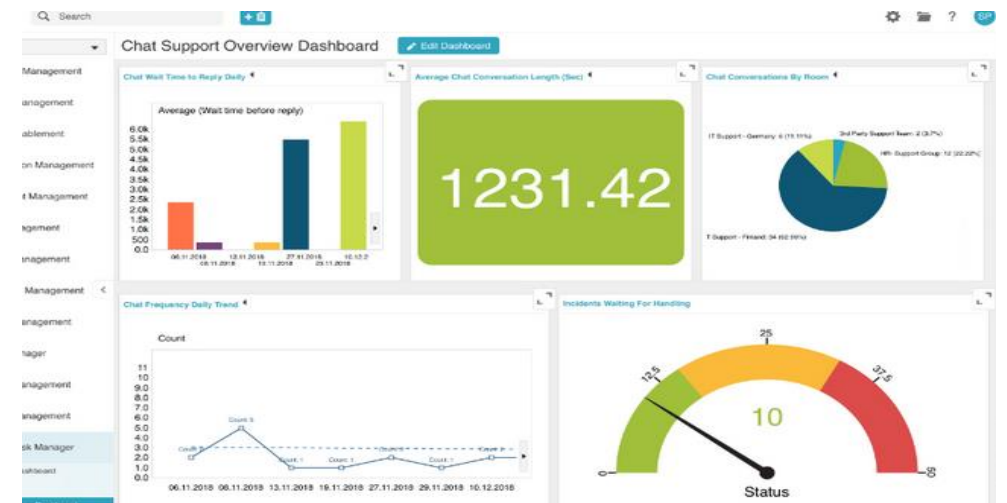 Search
Chat Support Overview Dashboard
Edit Dashboard
Management
anagement
ablement
on Management
t Management
agement
anagement
Management
anagement
nager
anagement
anagement
sk Manager
ashboard
Chat Wait Time to Reply Daily
Average (Wait time before reply)
6.0k
5.5k
5.0k
4.5k
4.0k
3.5k
3.0k
2.5k
2.0k
1.5k
1.0k
500
0.0
06.11.2018
13.11.2018
27.11.2018
10.12.2
08.11.2018
19.11.2018
29.11.2018
Average Chat Conversation Length (Sec)
1231.42
Chat Conversations By Room
IT Support - Germany: 6 (11.11%)
3rd Party Support Team: 2 (3.7%)
HR Support Group: 12 (22.22%)
T Support - Finland: 34 (62.96%)
Chat Frequency Daily Trend
Count
11
10
9.0
8.0
7.0
6.0
5.0
4.0
3.0
2.0
1.0
0.0
Count: 5
Count: 1
Count: 1
Count: 1
06.11.2018 08.11.2018 13.11.2018 19.11.2018 27.11.2018 29.11.2018 10.12.2018
Incidents Waiting For Handling
0
12.5
25
37.5
50
10
Status
SP